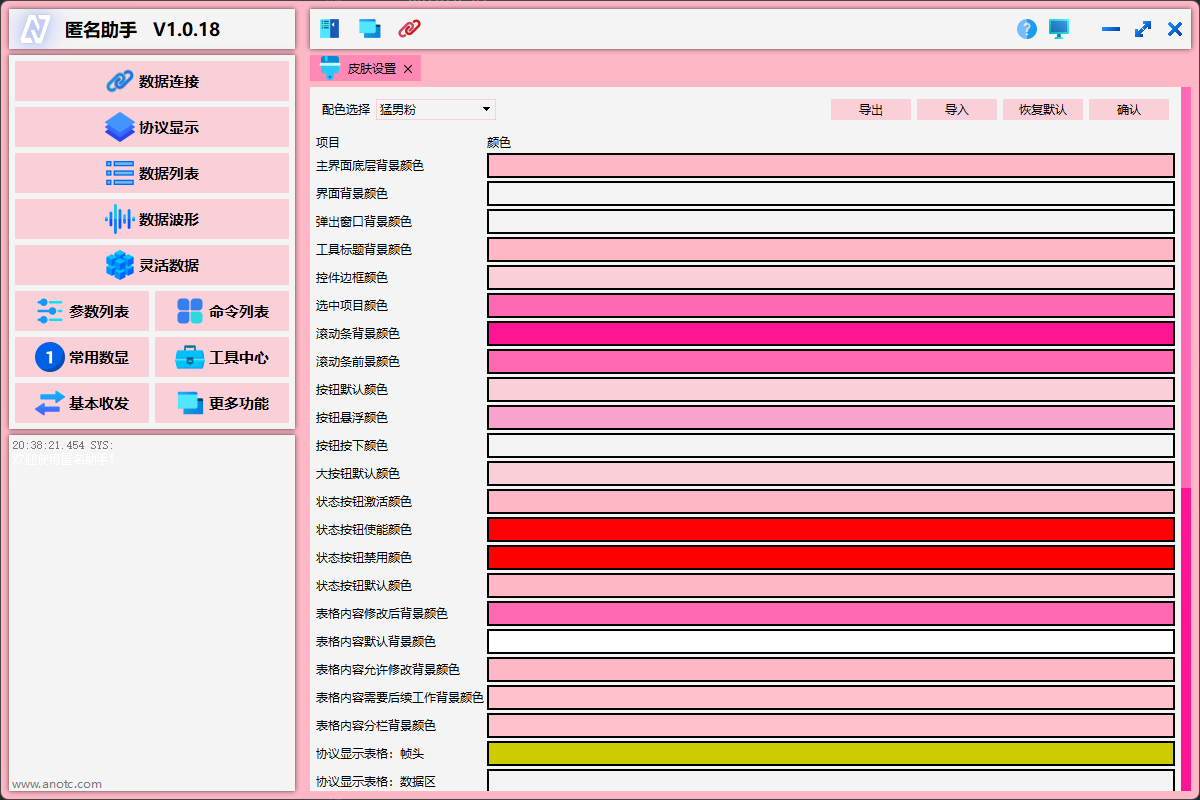 匿名助手 V1.0.18
数据连接
协议显示
数据列表
数据波形
灵活数据
参数列表
命令列表
1 常用数显
工具中心
基本收发
更多功能
20:38:21.454 SYS:
欢迎使用匿名助手!
www.anotc.com
皮肤设置
配色选择 猛男粉
导出
导入
恢复默认
确认
项目 颜色
主界面底层背景颜色
界面背景颜色
弹出窗口背景颜色
工具标题背景颜色
控件边框颜色
选中项目颜色
滚动条背景颜色
滚动条前景颜色
按钮默认颜色
按钮悬浮颜色
按钮按下颜色
大按钮默认颜色
状态按钮激活颜色
状态按钮使能颜色
状态按钮禁用颜色
状态按钮默认颜色
表格内容修改后背景颜色
表格内容默认背景颜色
表格内容允许修改背景颜色
表格内容需要后续工作背景颜色
表格内容分栏背景颜色
协议显示表格：帧头
协议显示表格：数据区